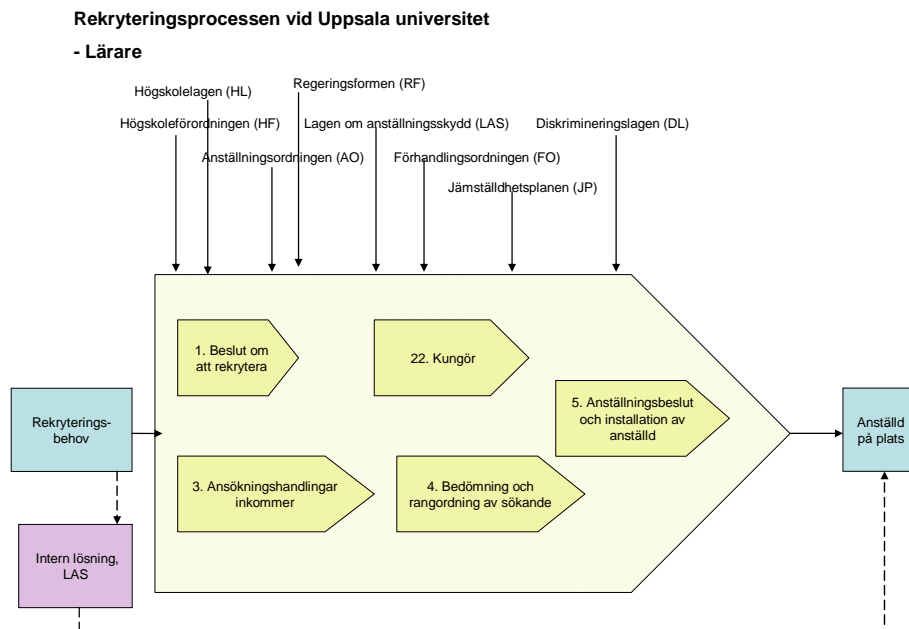 Rekryteringsprocessen vid Uppsala universitet
- Lärare
Regeringsformen (RF)
Högskolelagen (HL)
Högskoleförordningen (HF)
Lagen om anställningsskydd (LAS)
Diskrimineringslagen (DL)
Anställningsordningen (AO)
Förhandlingsordningen (FO)
Jämställdhetsplanen (JP)
1. Beslut om
att rekrytera
22. Kungör
5. Anställningsbeslut
och installation av
anställd
Rekryterings-
behov
Anställd
på plats
3. Ansökningshandlingar
inkommer
4. Bedömning och
rangordning av sökande
Intern lösning,
LAS